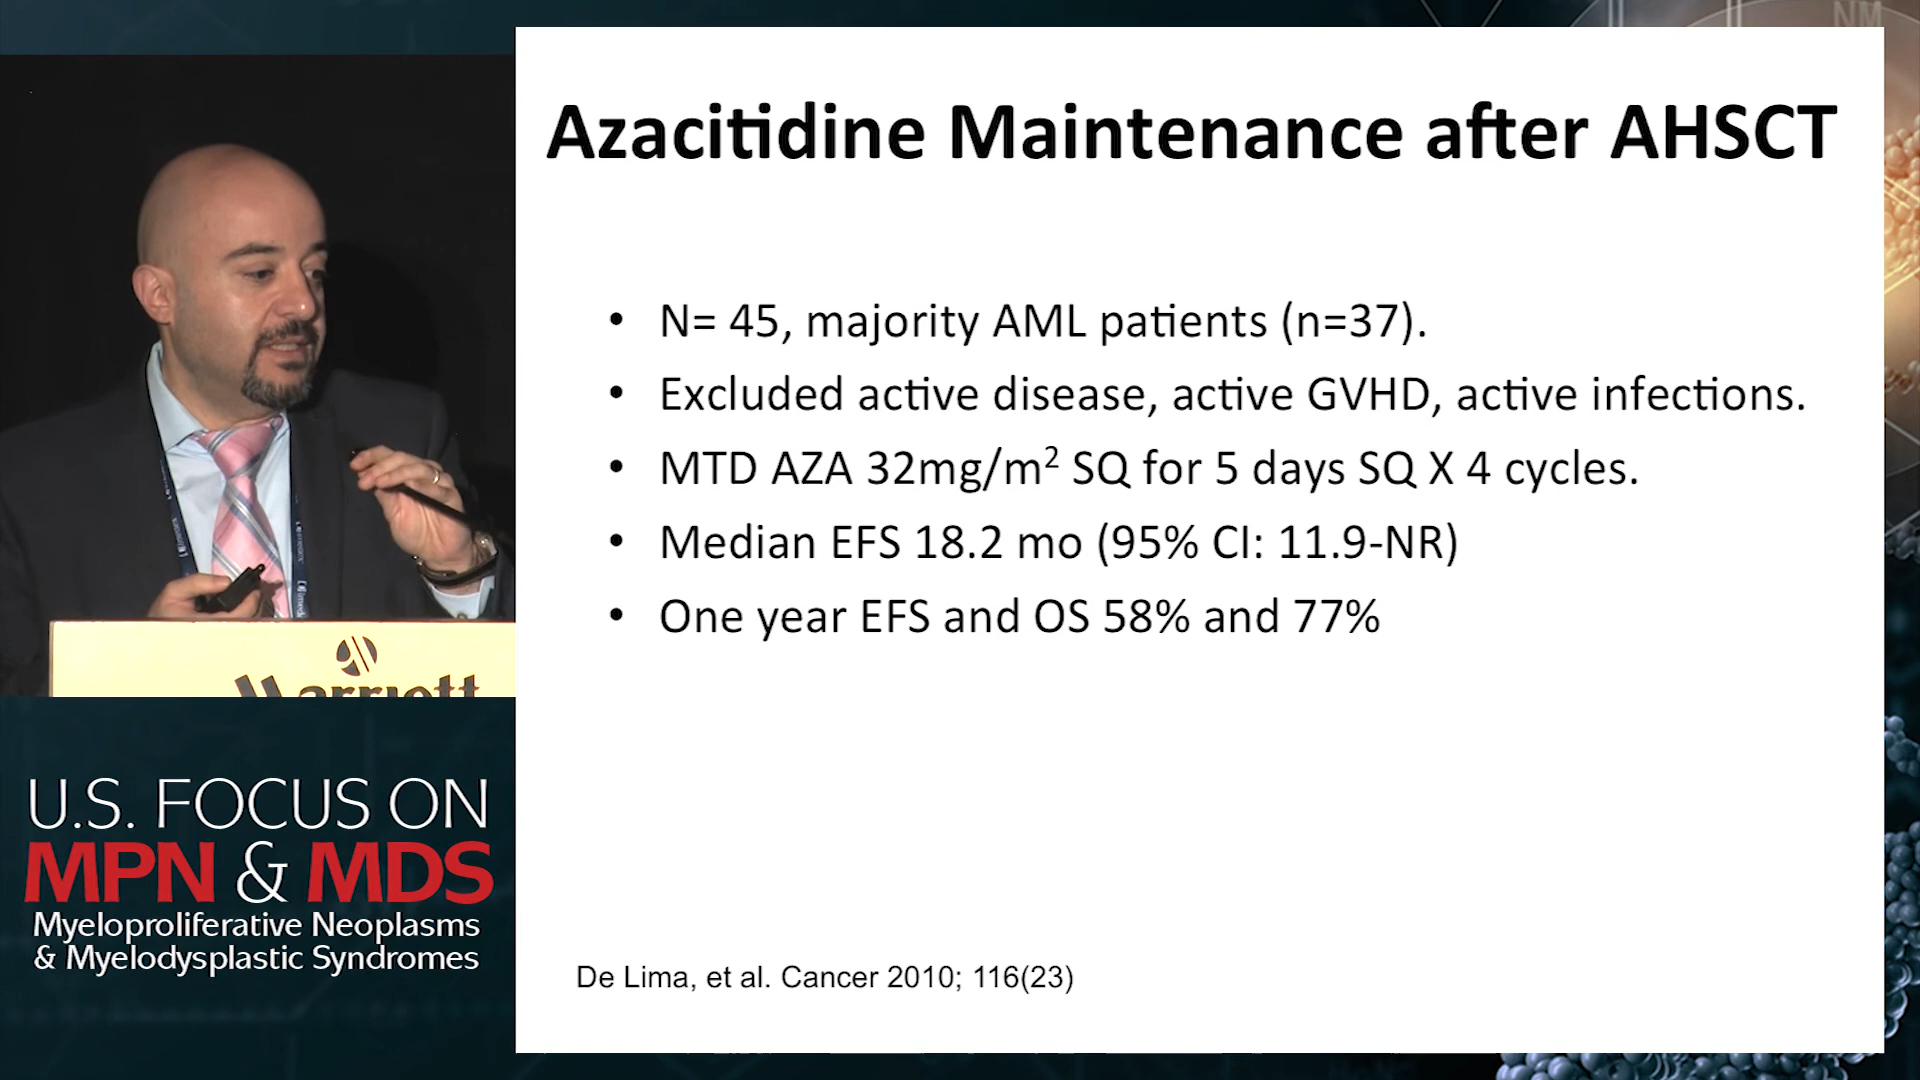 NM
Azacitidine Maintenance after AHSCT
• N= 45, majority AML patients (n=37).
• Excluded active disease, active GVHD, active infections.
• MTD AZA 32mg/m² SQ for 5 days SQ X 4 cycles.
• Median EFS 18.2 mo (95% CI: 11.9-NR)
• One year EFS and OS 58% and 77%
De Lima, et al. Cancer 2010; 116(23)
Marriott
U.S. FOCUS ON
MPN & MDS
Myeloproliferative Neoplasms
& Myelodysplastic Syndromes